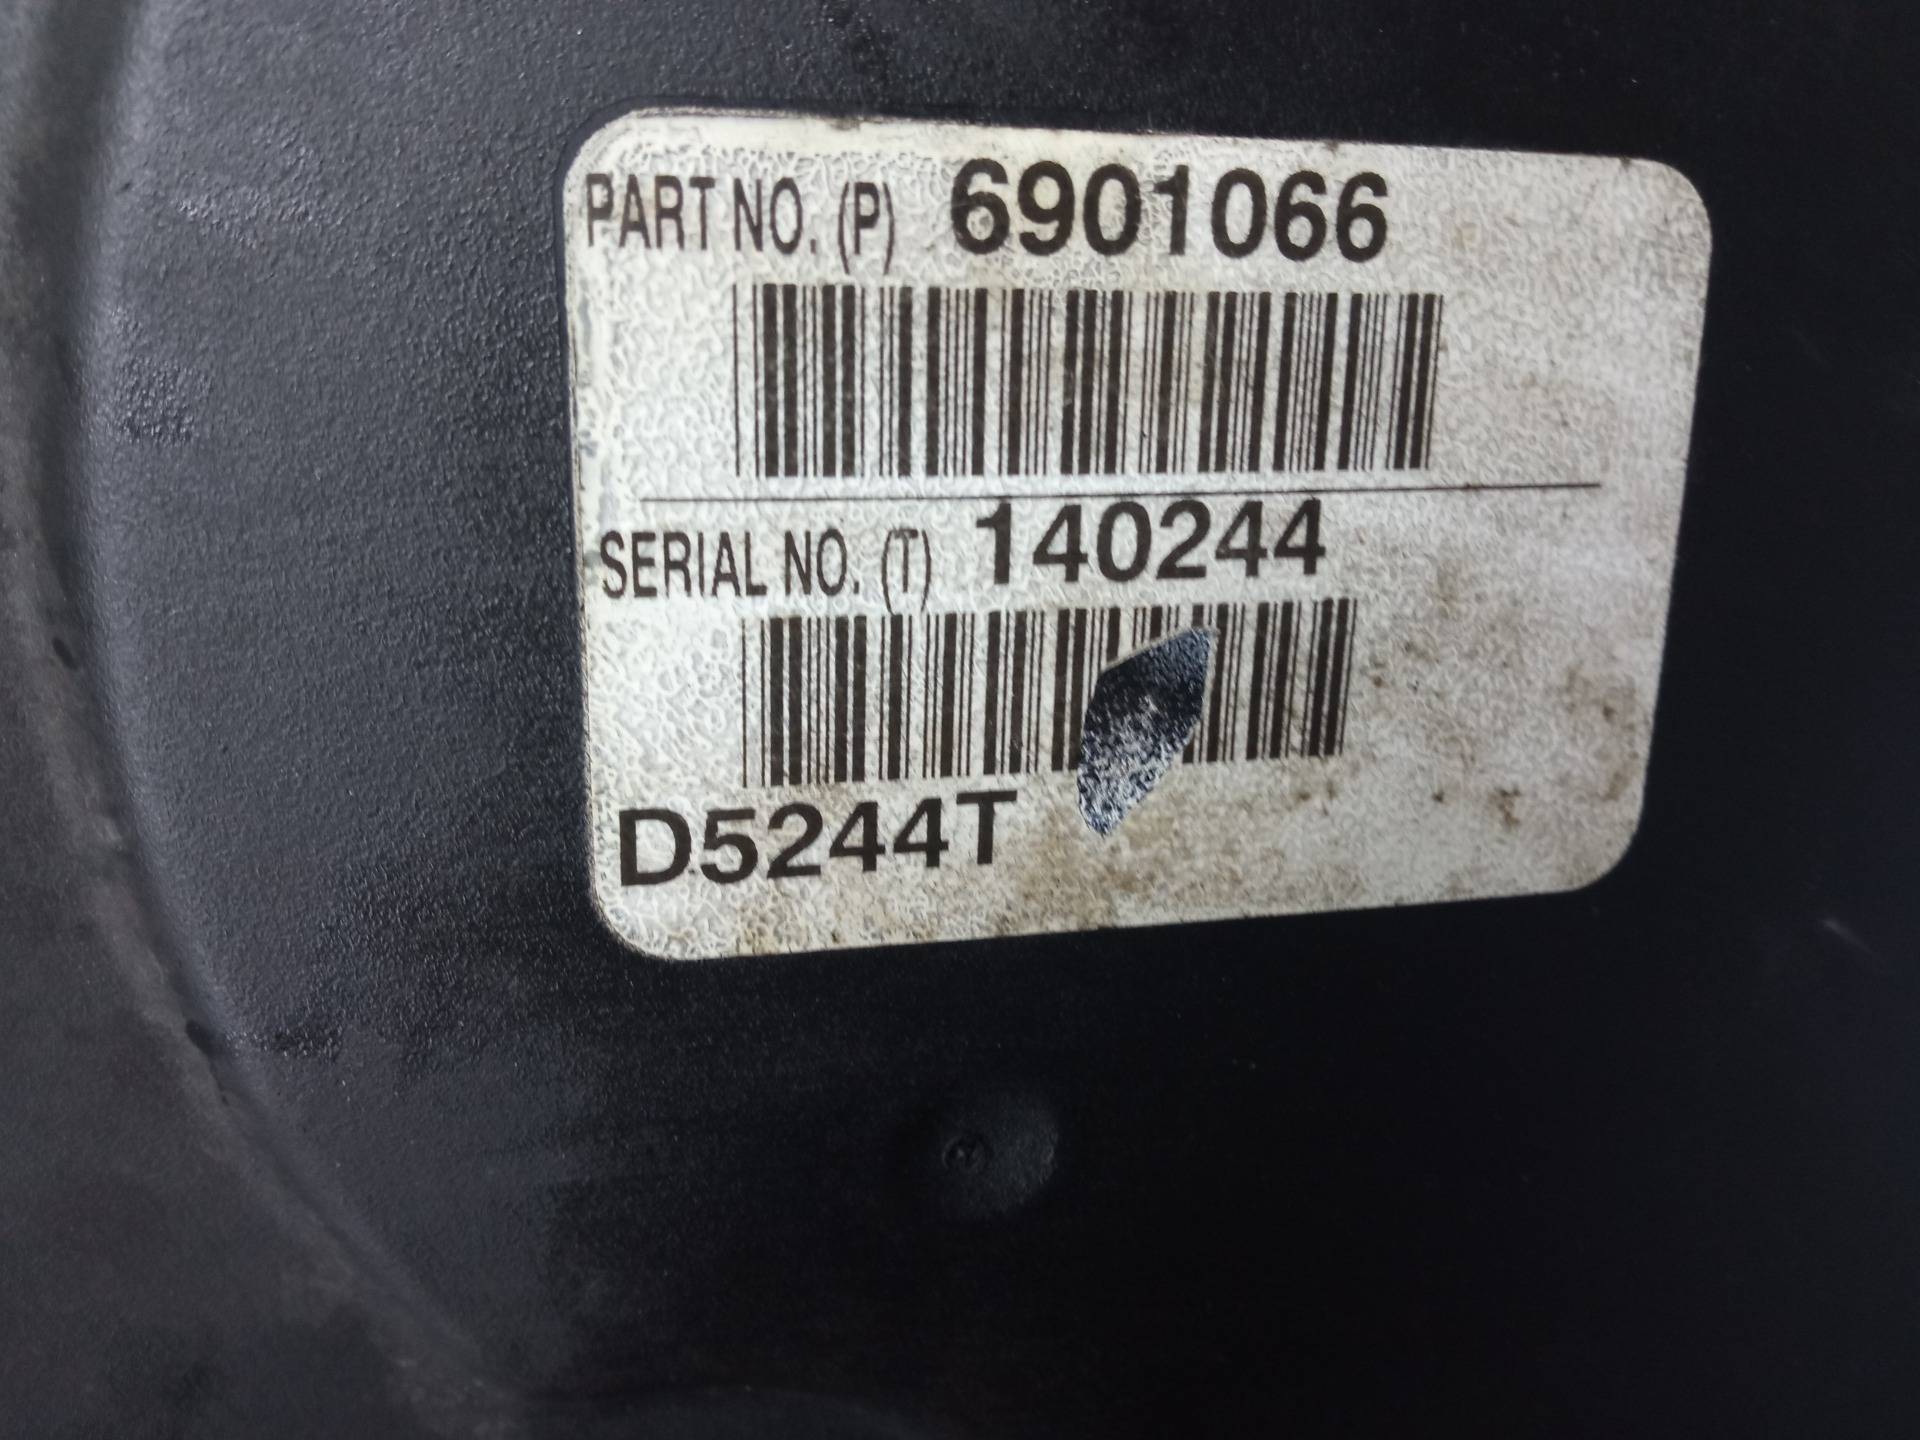 PART NO. (P) 6901066
SERIAL NO. (T) 140244
D5244T